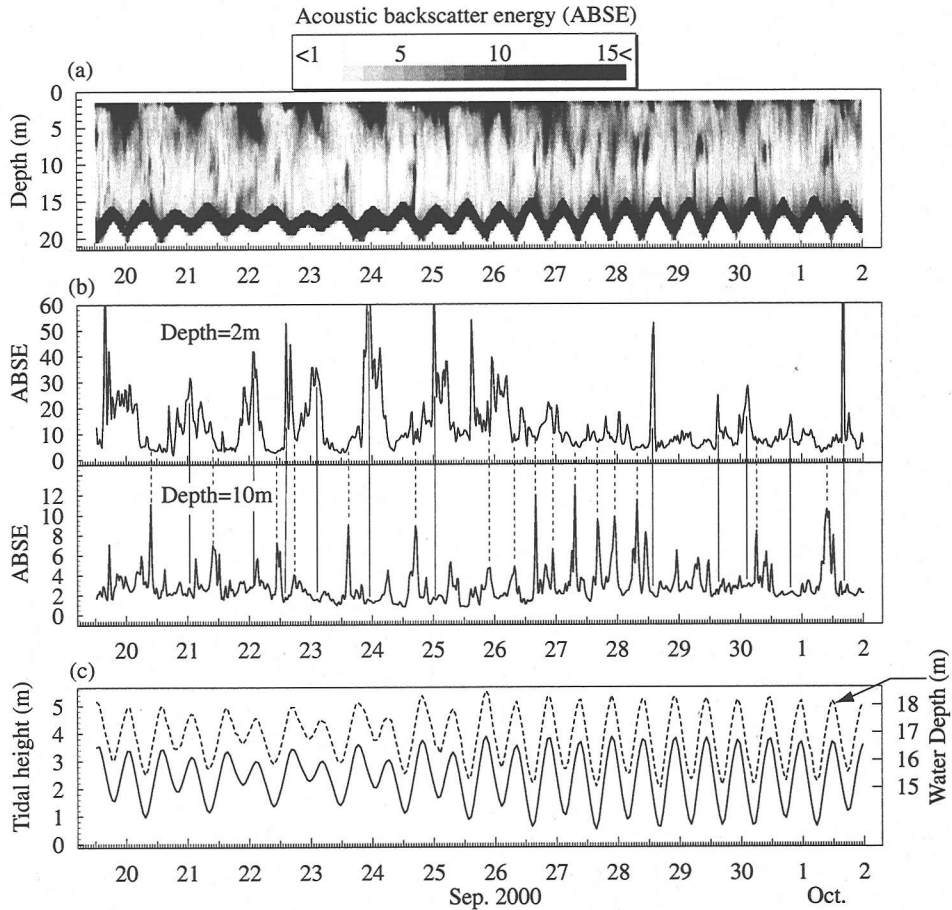 Acoustic backscatter energy (ABSE)
<1 5 10 15<
(a)
Depth (m)
0
5
10
15
20
20 21 22 23 24 25 26 27 28 29 30 1 2
(b)
ABSE
60
50
40
30
20
10
0
Depth=2m
ABSE
12
10
8
6
4
2
0
Depth=10m
20 21 22 23 24 25 26 27 28 29 30 1 2
(c)
Tidal height (m)
5
4
3
2
1
0
18
17
16
15
Water Depth (m)
20 21 22 23 24 25 26 27 28 29 30 1 2
Sep. 2000 Oct.